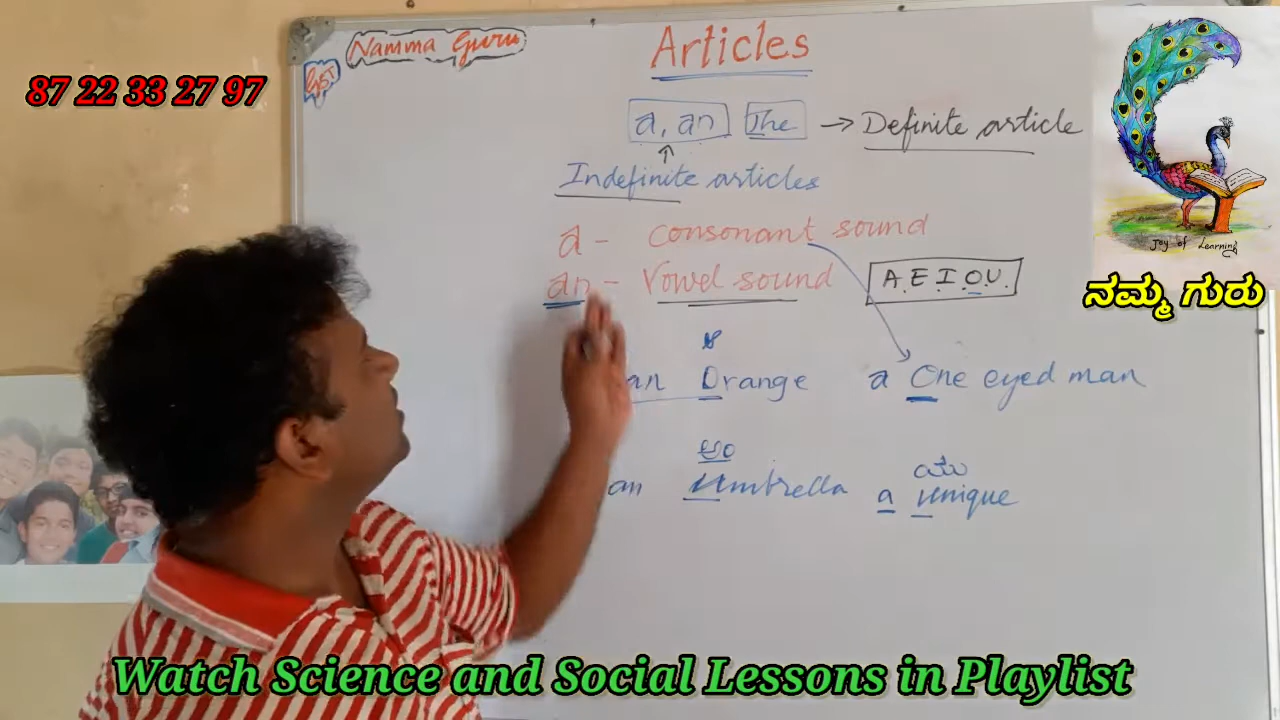 Namma Guru
87 22 33 27 97
Articles
a, an The → Definite article
Indefinite articles
a - consonant sound
an - Vowel sound
A.E.I.O.U.
ನಮ್ಮ ಗುರು
Joy of Learning
an Orange
a One eyed man
ಅಂ
an umbrella
ಯು
a unique
Watch Science and Social Lessons in Playlist